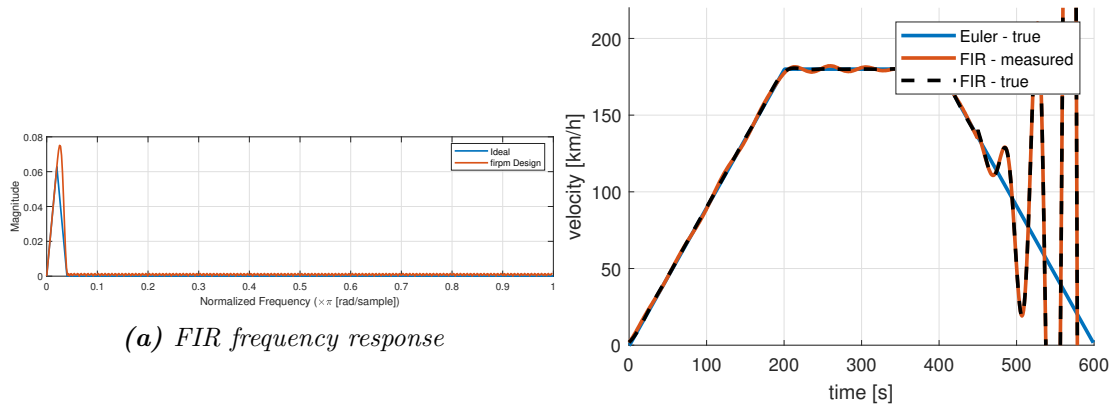 0.08
0.06
0.04
0.02
0
Magnitude
Ideal
firpm Design
0 0.1 0.2 0.3 0.4 0.5 0.6 0.7 0.8 0.9 1
Normalized Frequency (×π [rad/sample])
(a) FIR frequency response
200
150
100
50
0
velocity [km/h]
Euler - true
FIR - measured
FIR - true
0 100 200 300 400 500 600
time [s]